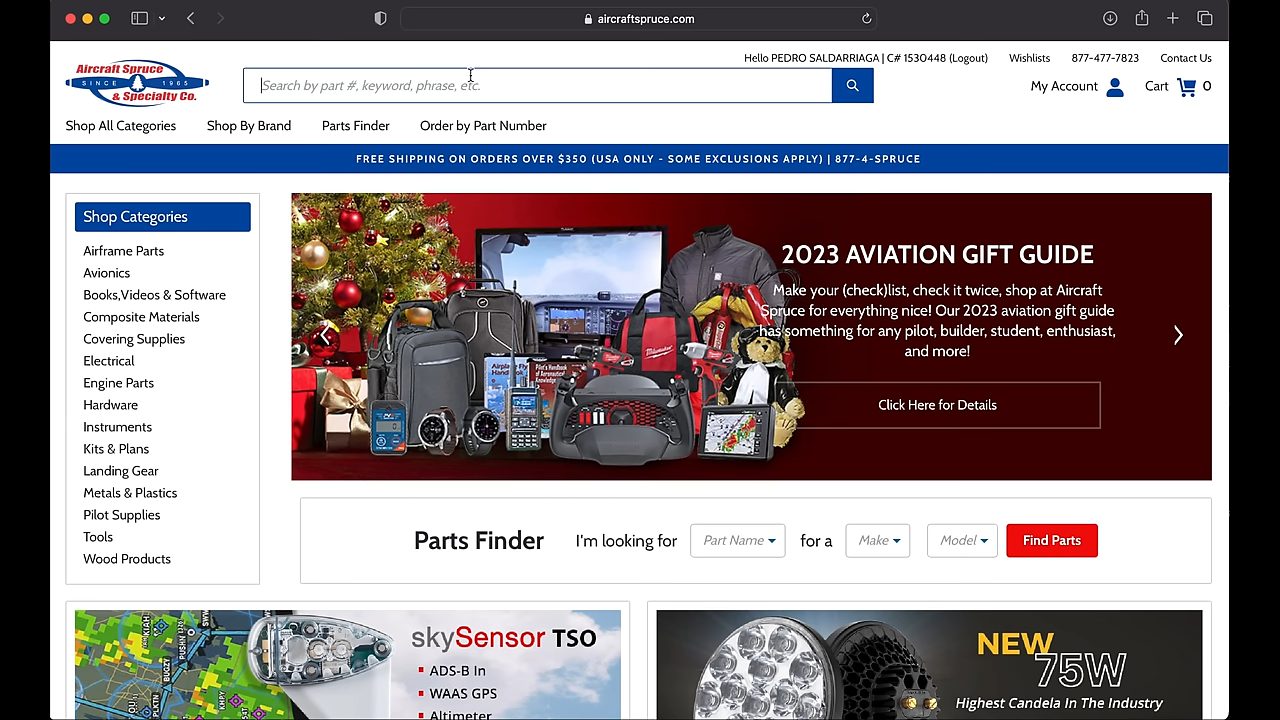 aircraftspruce.com
Hello PEDRO SALDARRIAGA | C# 1530448 (Logout)
Wishlists
877-477-7823
Contact Us
Aircraft Spruce
SINCE 1965
& Specialty Co.
Search by part #, keyword, phrase, etc.
My Account
Cart
0
Shop All Categories
Shop By Brand
Parts Finder
Order by Part Number
FREE SHIPPING ON ORDERS OVER $350 (USA ONLY - SOME EXCLUSIONS APPLY) | 877-4-SPRUCE
Shop Categories
Airframe Parts
Avionics
Books,Videos & Software
Composite Materials
Covering Supplies
Electrical
Engine Parts
Hardware
Instruments
Kits & Plans
Landing Gear
Metals & Plastics
Pilot Supplies
Tools
Wood Products
2023 AVIATION GIFT GUIDE
Make your (check)list, check it twice, shop at Aircraft
Spruce for everything nice! Our 2023 aviation gift guide
has something for any pilot, builder, student, enthusiast,
and more!
Click Here for Details
Milwaukee
Parts Finder
I'm looking for
Part Name
for a
Make
Model
Find Parts
skySensor TSO
ADS-B In
WAAS GPS
Altimeter
NEW
75W
Highest Candela In The Industry